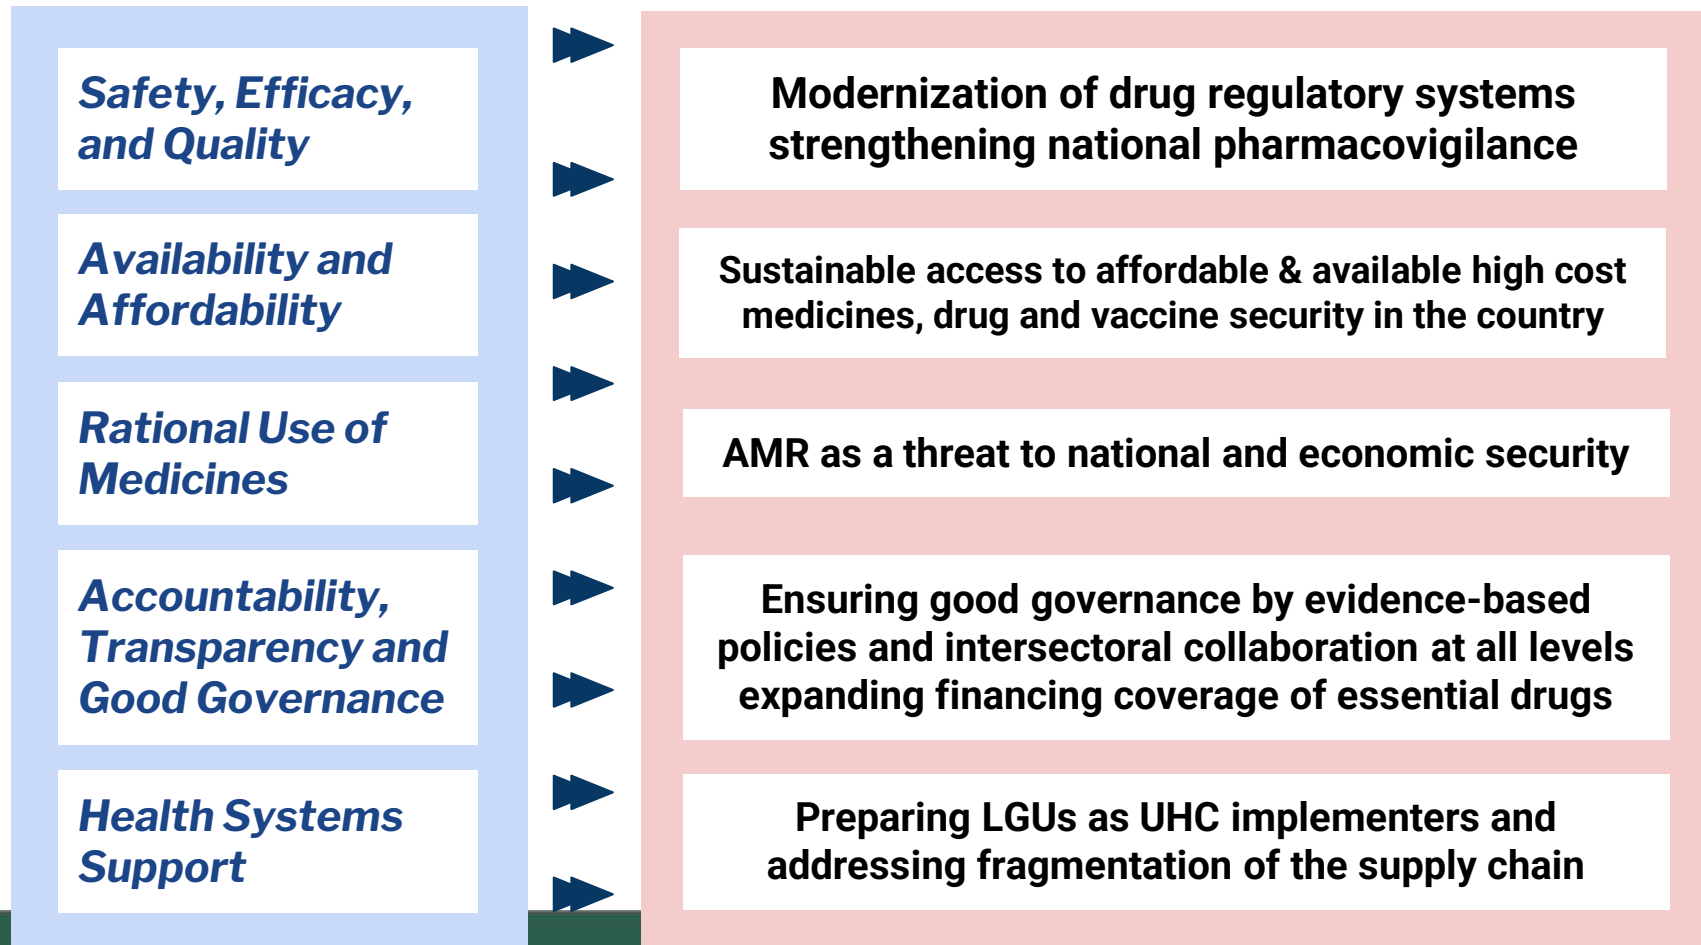 Safety, Efficacy,
and Quality
Modernization of drug regulatory systems
strengthening national pharmacovigilance
Availability and
Affordability
Sustainable access to affordable & available high cost
medicines, drug and vaccine security in the country
Rational Use of
Medicines
AMR as a threat to national and economic security
Accountability,
Transparency and
Good Governance
Ensuring good governance by evidence-based
policies and intersectoral collaboration at all levels
expanding financing coverage of essential drugs
Health Systems
Support
Preparing LGUs as UHC implementers and
addressing fragmentation of the supply chain